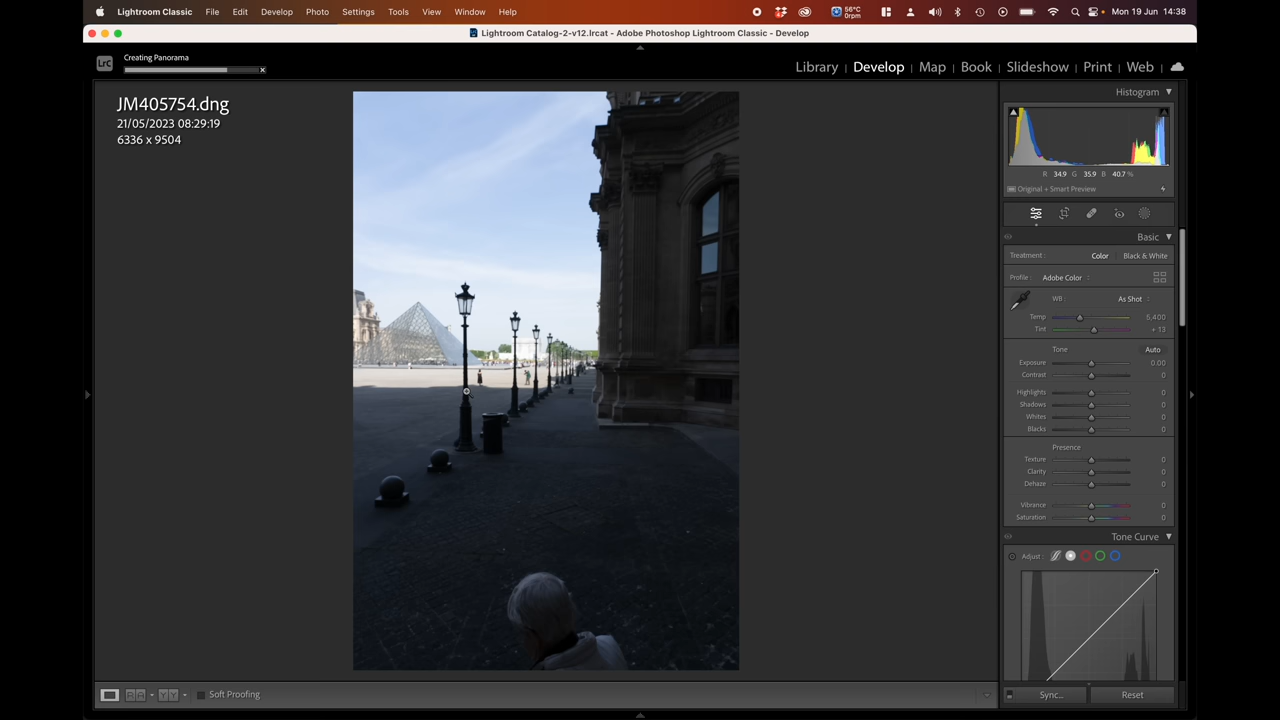 Lightroom Classic File Edit Develop Photo Settings Tools View Window Help 56°C 0rpm Mon 19 Jun 14:38
Lightroom Catalog-2-v12.lrcat - Adobe Photoshop Lightroom Classic - Develop
LrC Creating Panorama
Library | Develop | Map | Book | Slideshow | Print | Web
JM405754.dng
21/05/2023 08:29:19
6336 x 9504
Histogram
R 34.9 G 35.9 B 40.7 %
Original + Smart Preview
Basic
Treatment : Color Black & White
Profile : Adobe Color
WB : As Shot
Temp 5,400
Tint + 13
Tone Auto
Exposure 0.00
Contrast 0
Highlights 0
Shadows 0
Whites 0
Blacks 0
Presence
Texture 0
Clarity 0
Dehaze 0
Vibrance 0
Saturation 0
Tone Curve
Adjust :
Soft Proofing
Sync... Reset